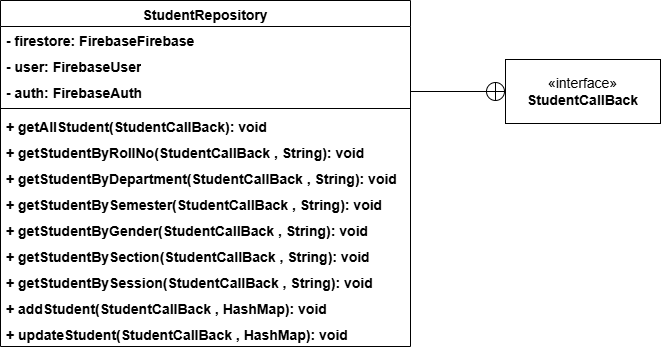 StudentRepository
- firestore: FirebaseFirebase
- user: FirebaseUser
- auth: FirebaseAuth
+ getAllStudent(StudentCallBack): void
+ getStudentByRollNo(StudentCallBack , String): void
+ getStudentByDepartment(StudentCallBack , String): void
+ getStudentBySemester(StudentCallBack , String): void
+ getStudentByGender(StudentCallBack , String): void
+ getStudentBySection(StudentCallBack , String): void
+ getStudentBySession(StudentCallBack , String): void
+ addStudent(StudentCallBack , HashMap): void
+ updateStudent(StudentCallBack , HashMap): void
«interface»
StudentCallBack